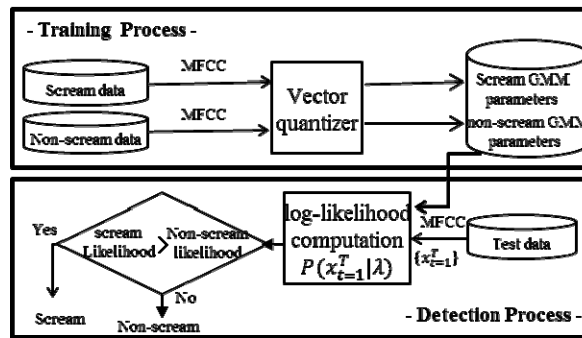 - Training Process -
MFCC
Scream data
MFCC
Non-scream data
Vector
quantizer
Scream GMM
parameters
non-scream GMM
parameters
Yes
scream
Likelihood
>
Non-scream
likelihood
No
Scream
Non-scream
log-likelihood
computation
P(x_{t=1}^T|λ)
MFCC
{x_{t=1}^T}
Test data
- Detection Process -